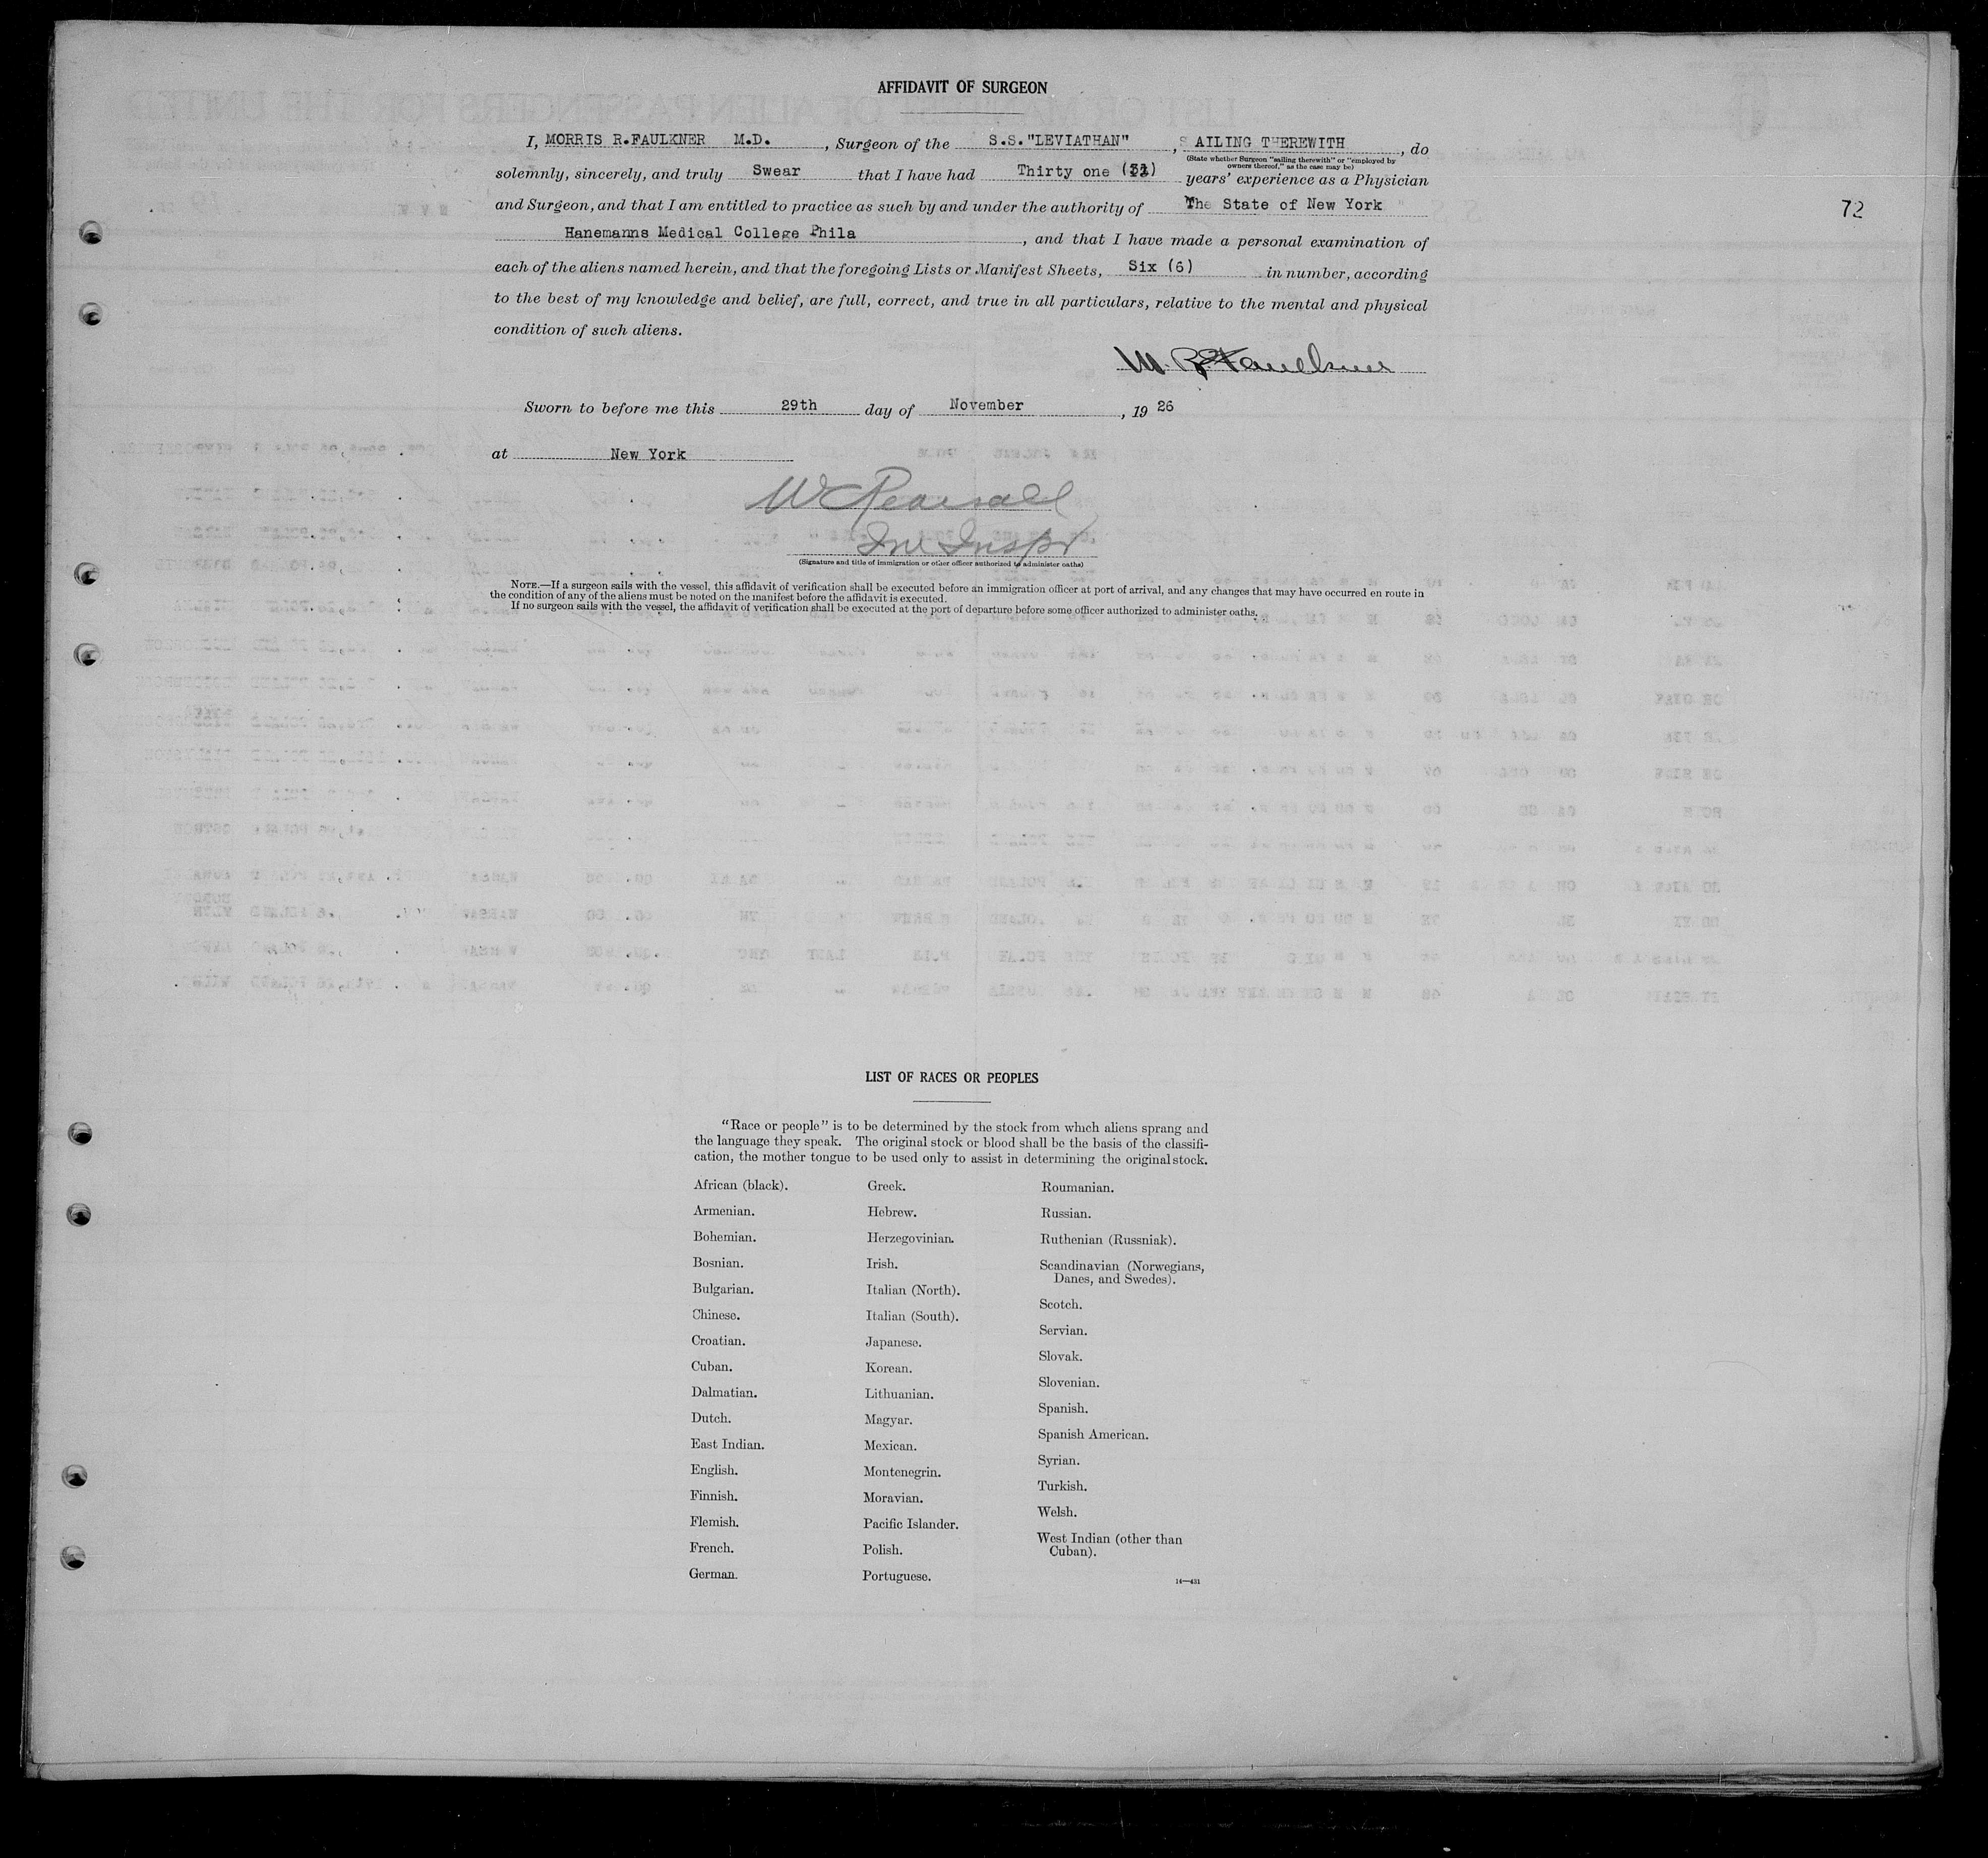 AFFIDAVIT OF SURGEON
I, MORRIS R.FAULKNER M.D. , Surgeon of the S.S."LEVIATHAN" , SAILING THEREWITH , do
(State whether Surgeon "sailing therewith" or "employed by
owners thereof," as the case may be)
solemnly, sincerely, and truly Swear that I have had Thirty one (31) years' experience as a Physician
and Surgeon, and that I am entitled to practice as such by and under the authority of The State of New York
72
Hanemanns Medical College Phila , and that I have made a personal examination of
each of the aliens named herein, and that the foregoing Lists or Manifest Sheets, Six (6) in number, according
to the best of my knowledge and belief, are full, correct, and true in all particulars, relative to the mental and physical
condition of such aliens.
M. R. Faulkner
Sworn to before me this 29th day of November , 19 26
at New York
W C Pearsall
Im Inspr
(Signature and title of immigration or other officer authorized to administer oaths)
NOTE.—If a surgeon sails with the vessel, this affidavit of verification shall be executed before an immigration officer at port of arrival, and any changes that may have occurred en route in
the condition of any of the aliens must be noted on the manifest before the affidavit is executed.
If no surgeon sails with the vessel, the affidavit of verification shall be executed at the port of departure before some officer authorized to administer oaths.
LIST OF RACES OR PEOPLES
"Race or people" is to be determined by the stock from which aliens sprang and
the language they speak. The original stock or blood shall be the basis of the classifi-
cation, the mother tongue to be used only to assist in determining the original stock.
African (black).
Armenian.
Bohemian.
Bosnian.
Bulgarian.
Chinese.
Croatian.
Cuban.
Dalmatian.
Dutch.
East Indian.
English.
Finnish.
Flemish.
French.
German.
Greek.
Hebrew.
Herzegovinian.
Irish.
Italian (North).
Italian (South).
Japanese.
Korean.
Lithuanian.
Magyar.
Mexican.
Montenegrin.
Moravian.
Pacific Islander.
Polish.
Portuguese.
Roumanian.
Russian.
Ruthenian (Russniak).
Scandinavian (Norwegians,
Danes, and Swedes).
Scotch.
Servian.
Slovak.
Slovenian.
Spanish.
Spanish American.
Syrian.
Turkish.
Welsh.
West Indian (other than
Cuban).
14—431